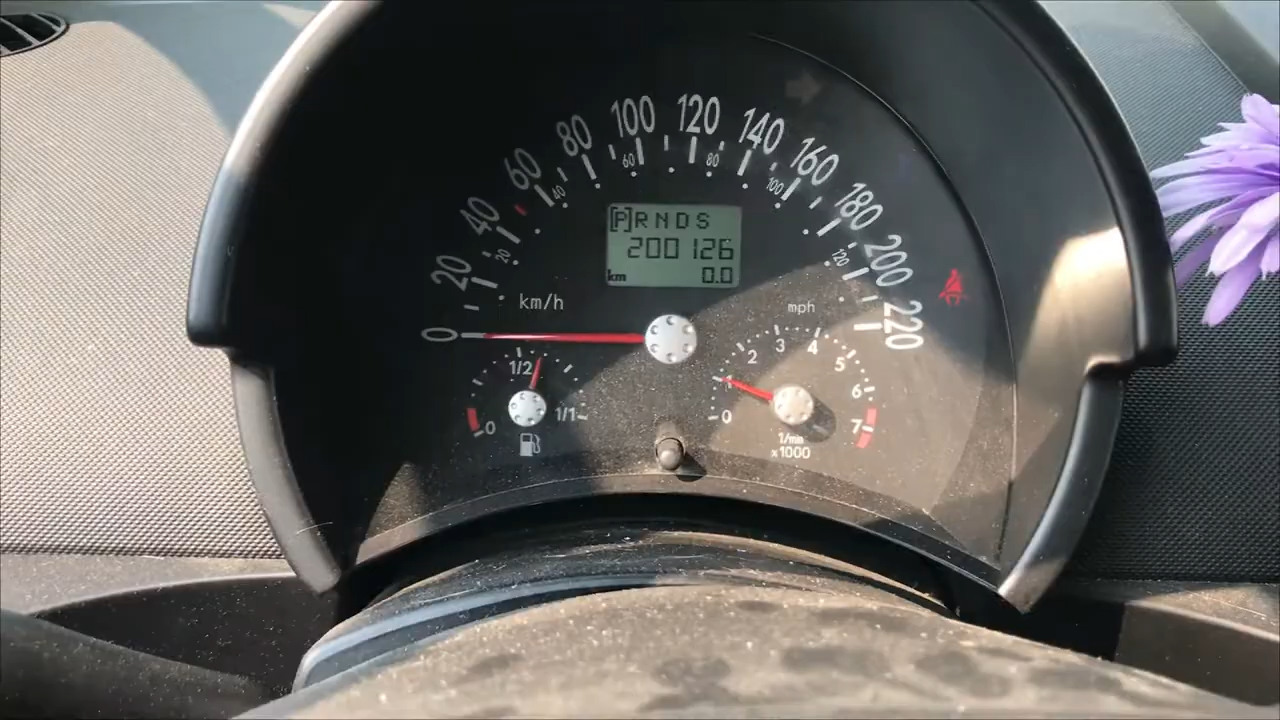 0 20 40 60 80 100 120 140 160 180 200 220
20 40 60 80 100 120
[P]RNDS
200126
km 0.0
km/h
mph
0 1/2 1/1
0 1 2 3 4 5 6 7
1/min
x1000